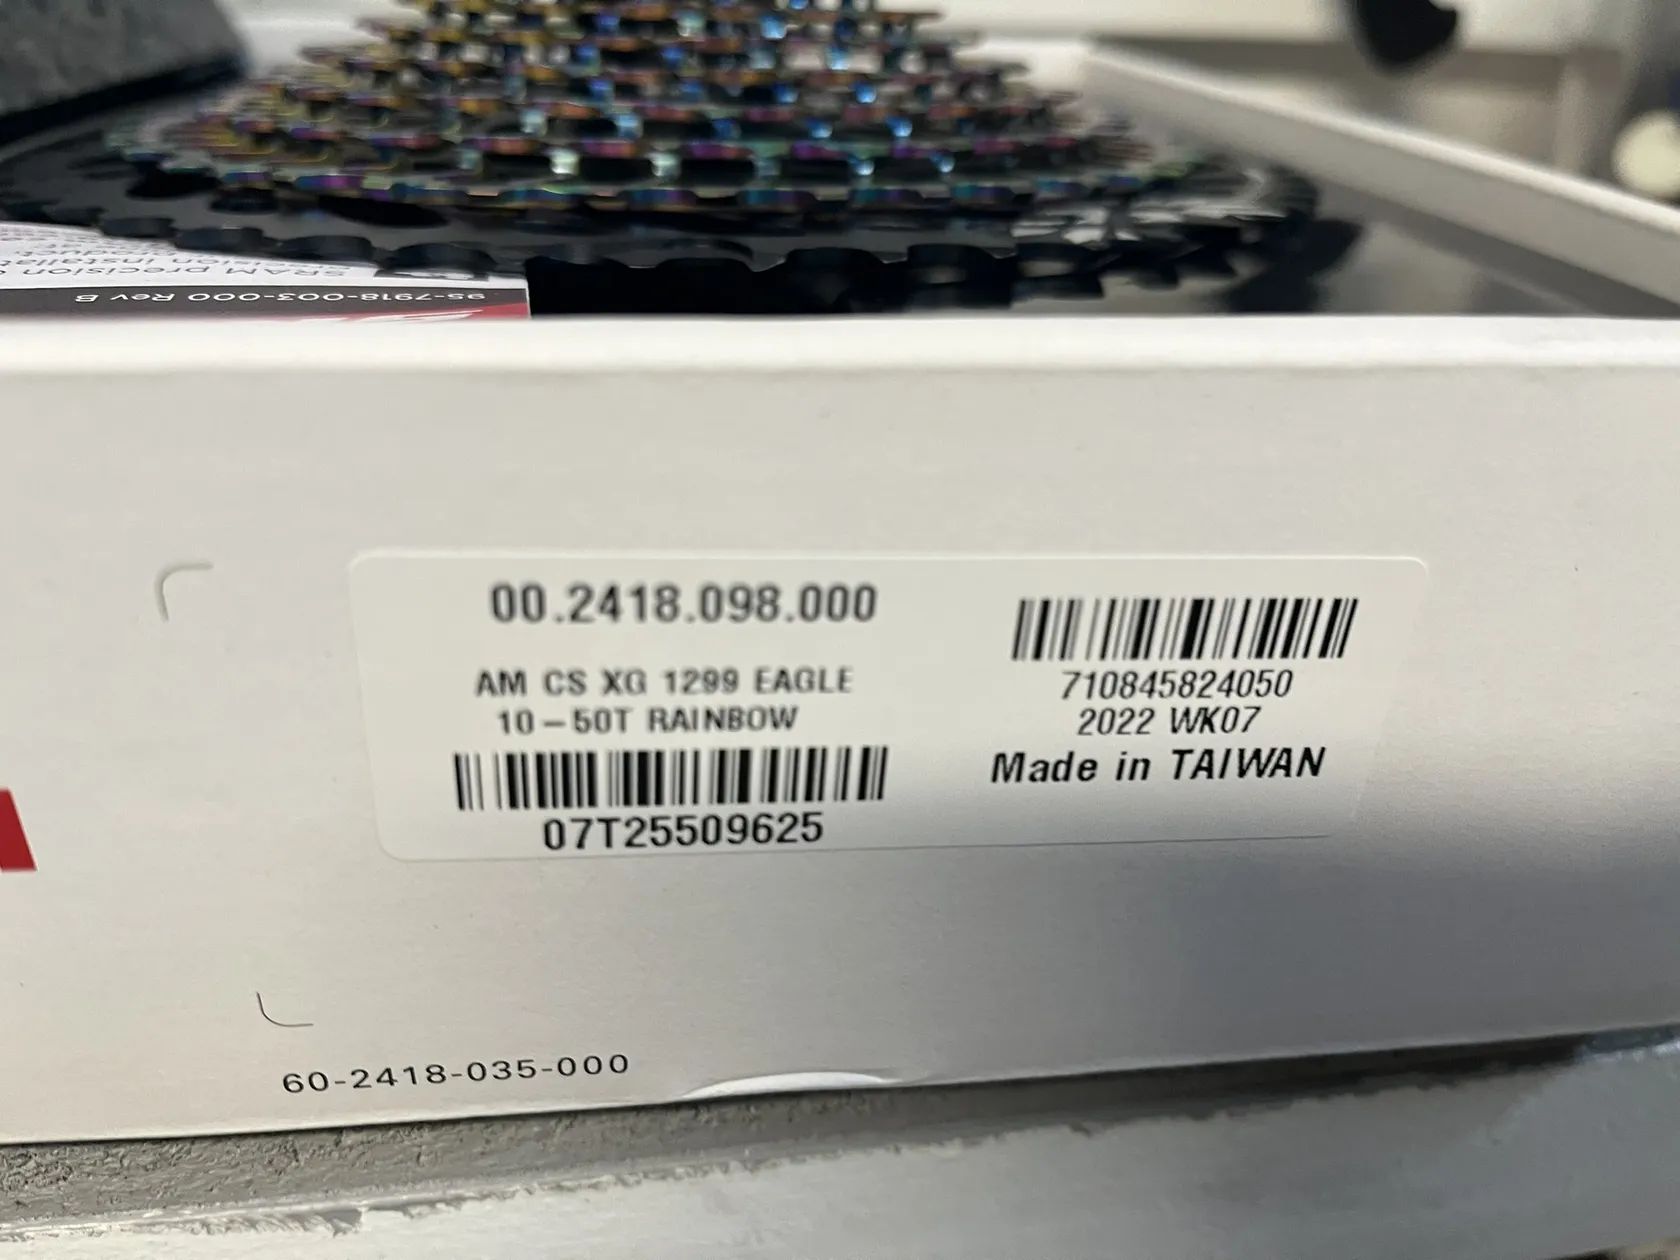 SRAM precision
95-7918-003-000 Rev B
00.2418.098.000
AM CS XG 1299 EAGLE
10-50T RAINBOW
07T25509625
710845824050
2022 WK07
Made in TAIWAN
60-2418-035-000